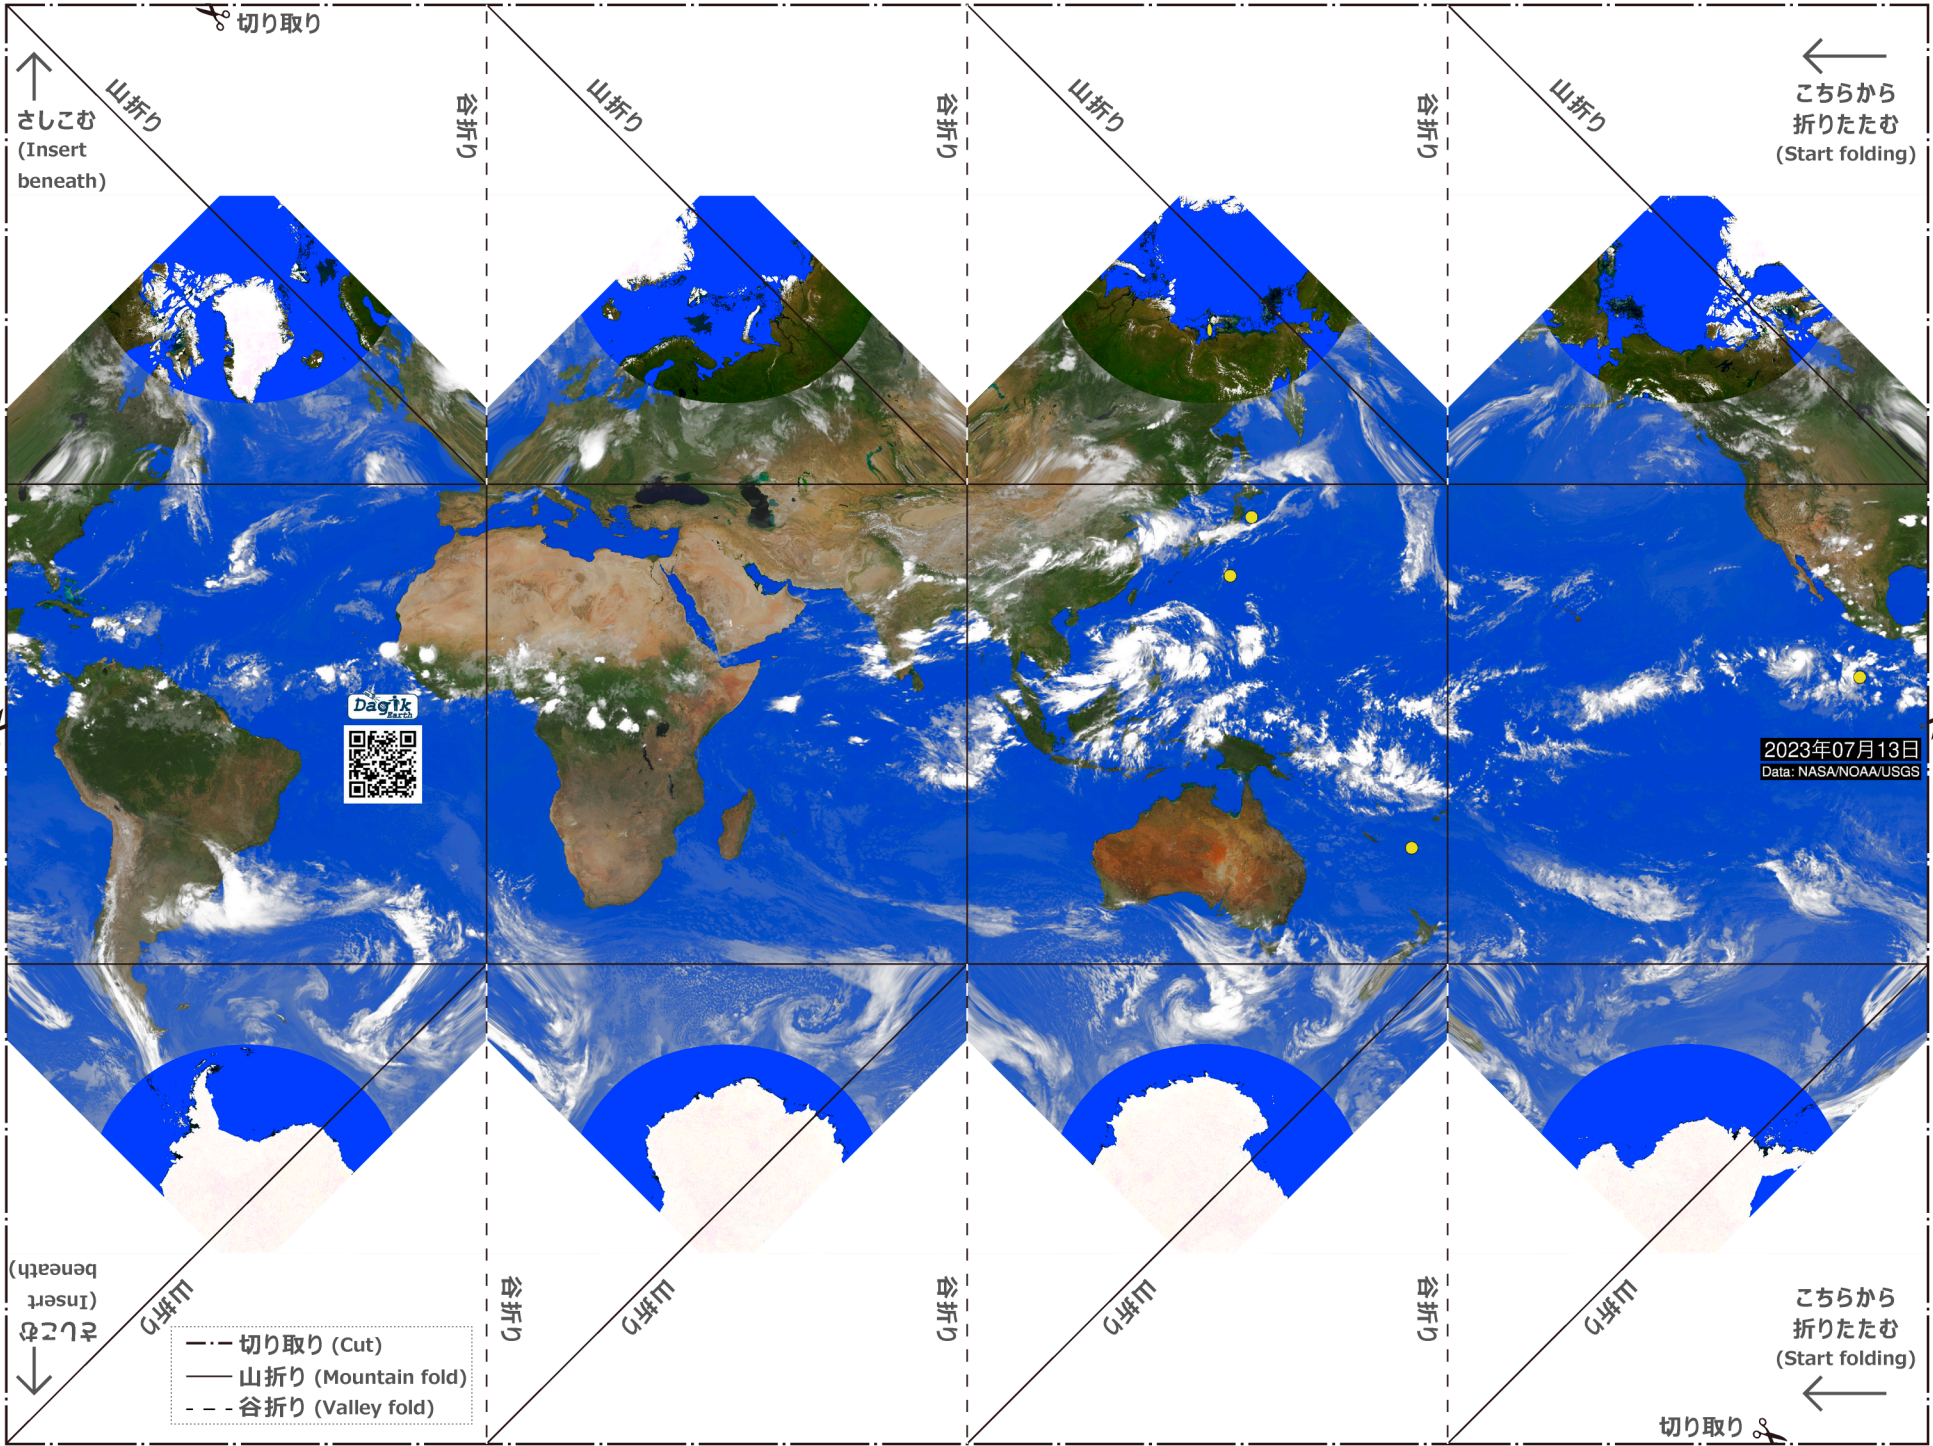 切り取り
さしこむ
(Insert
beneath)
山折り
谷折り
山折り
谷折り
山折り
谷折り
山折り
こちらから
折りたたむ
(Start folding)
Dagik
Earth
2023年07月13日
Data: NASA/NOAA/USGS
さしこむ
(Insert
beneath)
山折り
谷折り
山折り
谷折り
山折り
谷折り
山折り
こちらから
折りたたむ
(Start folding)
切り取り (Cut)
山折り (Mountain fold)
谷折り (Valley fold)
切り取り